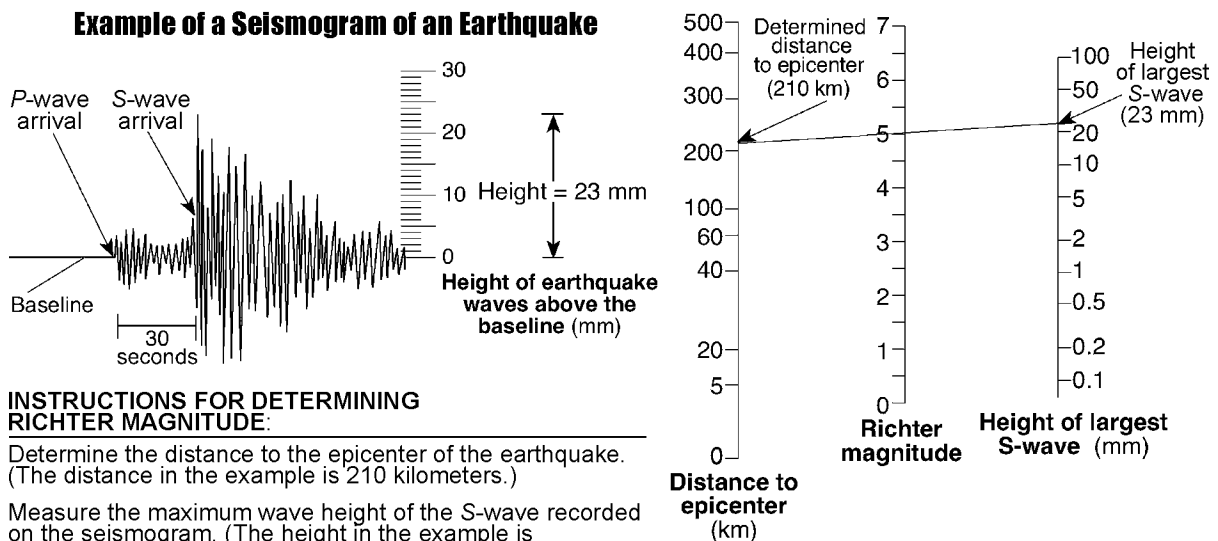 Example of a Seismogram of an Earthquake
P-wave
arrival
S-wave
arrival
30
20
10
0
Height = 23 mm
Baseline
30
seconds
Height of earthquake
waves above the
baseline (mm)
INSTRUCTIONS FOR DETERMINING
RICHTER MAGNITUDE:
Determine the distance to the epicenter of the earthquake.
(The distance in the example is 210 kilometers.)
Measure the maximum wave height of the S-wave recorded
on the seismogram. (The height in the example is
500
400
300
200
100
60
40
20
5
0
Distance to
epicenter
(km)
Determined
distance
to epicenter
(210 km)
7
6
5
4
3
2
1
0
Richter
magnitude
100
50
20
10
5
2
1
0.5
0.2
0.1
Height of largest
S-wave (mm)
Height
of largest
S-wave
(23 mm)